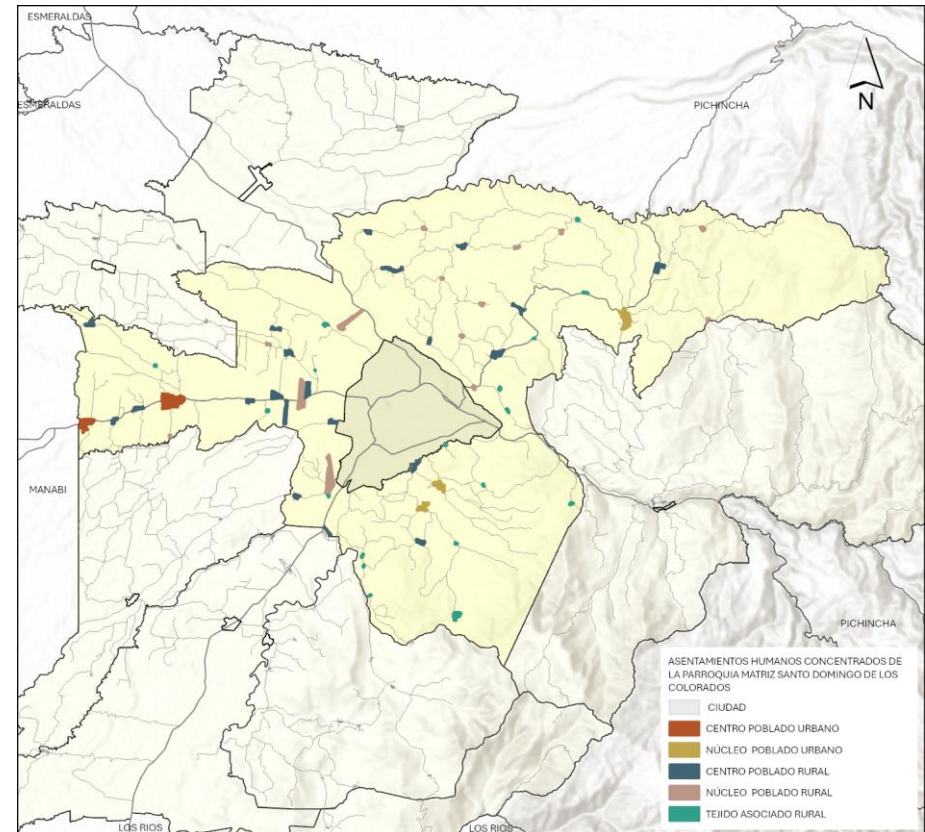 ESMERALDAS
ESMERALDAS
PICHINCHA
N
MANABI
PICHINCHA
ASENTAMIENTOS HUMANOS CONCENTRADOS DE
LA PARROQUIA MATRIZ SANTO DOMINGO DE LOS
COLORADOS
CIUDAD
CENTRO POBLADO URBANO
NÚCLEO POBLADO URBANO
CENTRO POBLADO RURAL
NÚCLEO POBLADO RURAL
TEJIDO ASOCIADO RURAL
LOS RIOS
LOS RIOS